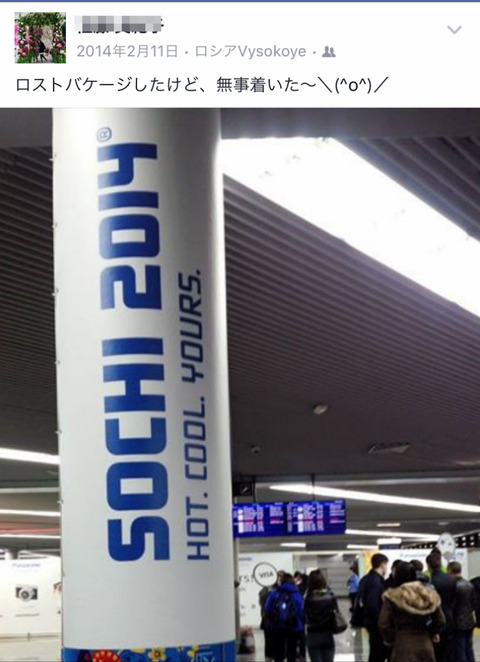 2014年2月11日・ロシアVysokoye・
ロストバケージしたけど、無事着いた〜＼(^o^)／
SOCHI 2014®
HOT. COOL. YOURS.
VISA